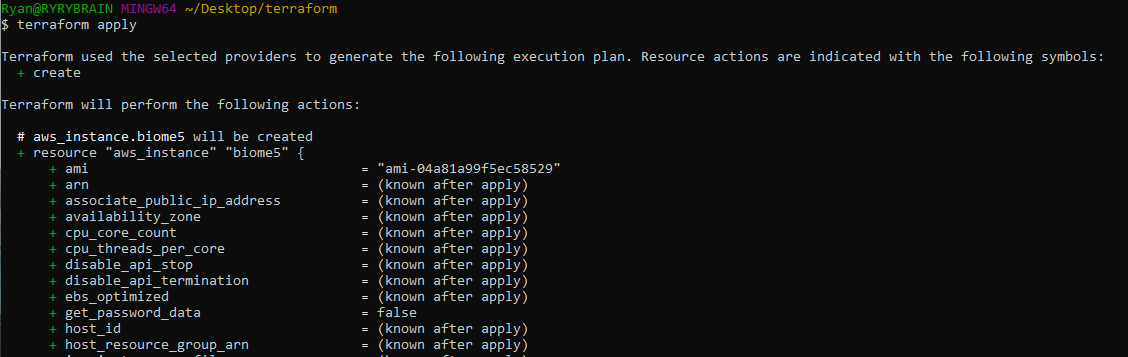 Ryan@RYRYBRAIN MINGW64 ~/Desktop/terraform
$ terraform apply
Terraform used the selected providers to generate the following execution plan. Resource actions are indicated with the following symbols:
+ create
Terraform will perform the following actions:
# aws_instance.biome5 will be created
+ resource "aws_instance" "biome5" {
+ ami = "ami-04a81a99f5ec58529"
+ arn = (known after apply)
+ associate_public_ip_address = (known after apply)
+ availability_zone = (known after apply)
+ cpu_core_count = (known after apply)
+ cpu_threads_per_core = (known after apply)
+ disable_api_stop = (known after apply)
+ disable_api_termination = (known after apply)
+ ebs_optimized = (known after apply)
+ get_password_data = false
+ host_id = (known after apply)
+ host_resource_group_arn = (known after apply)